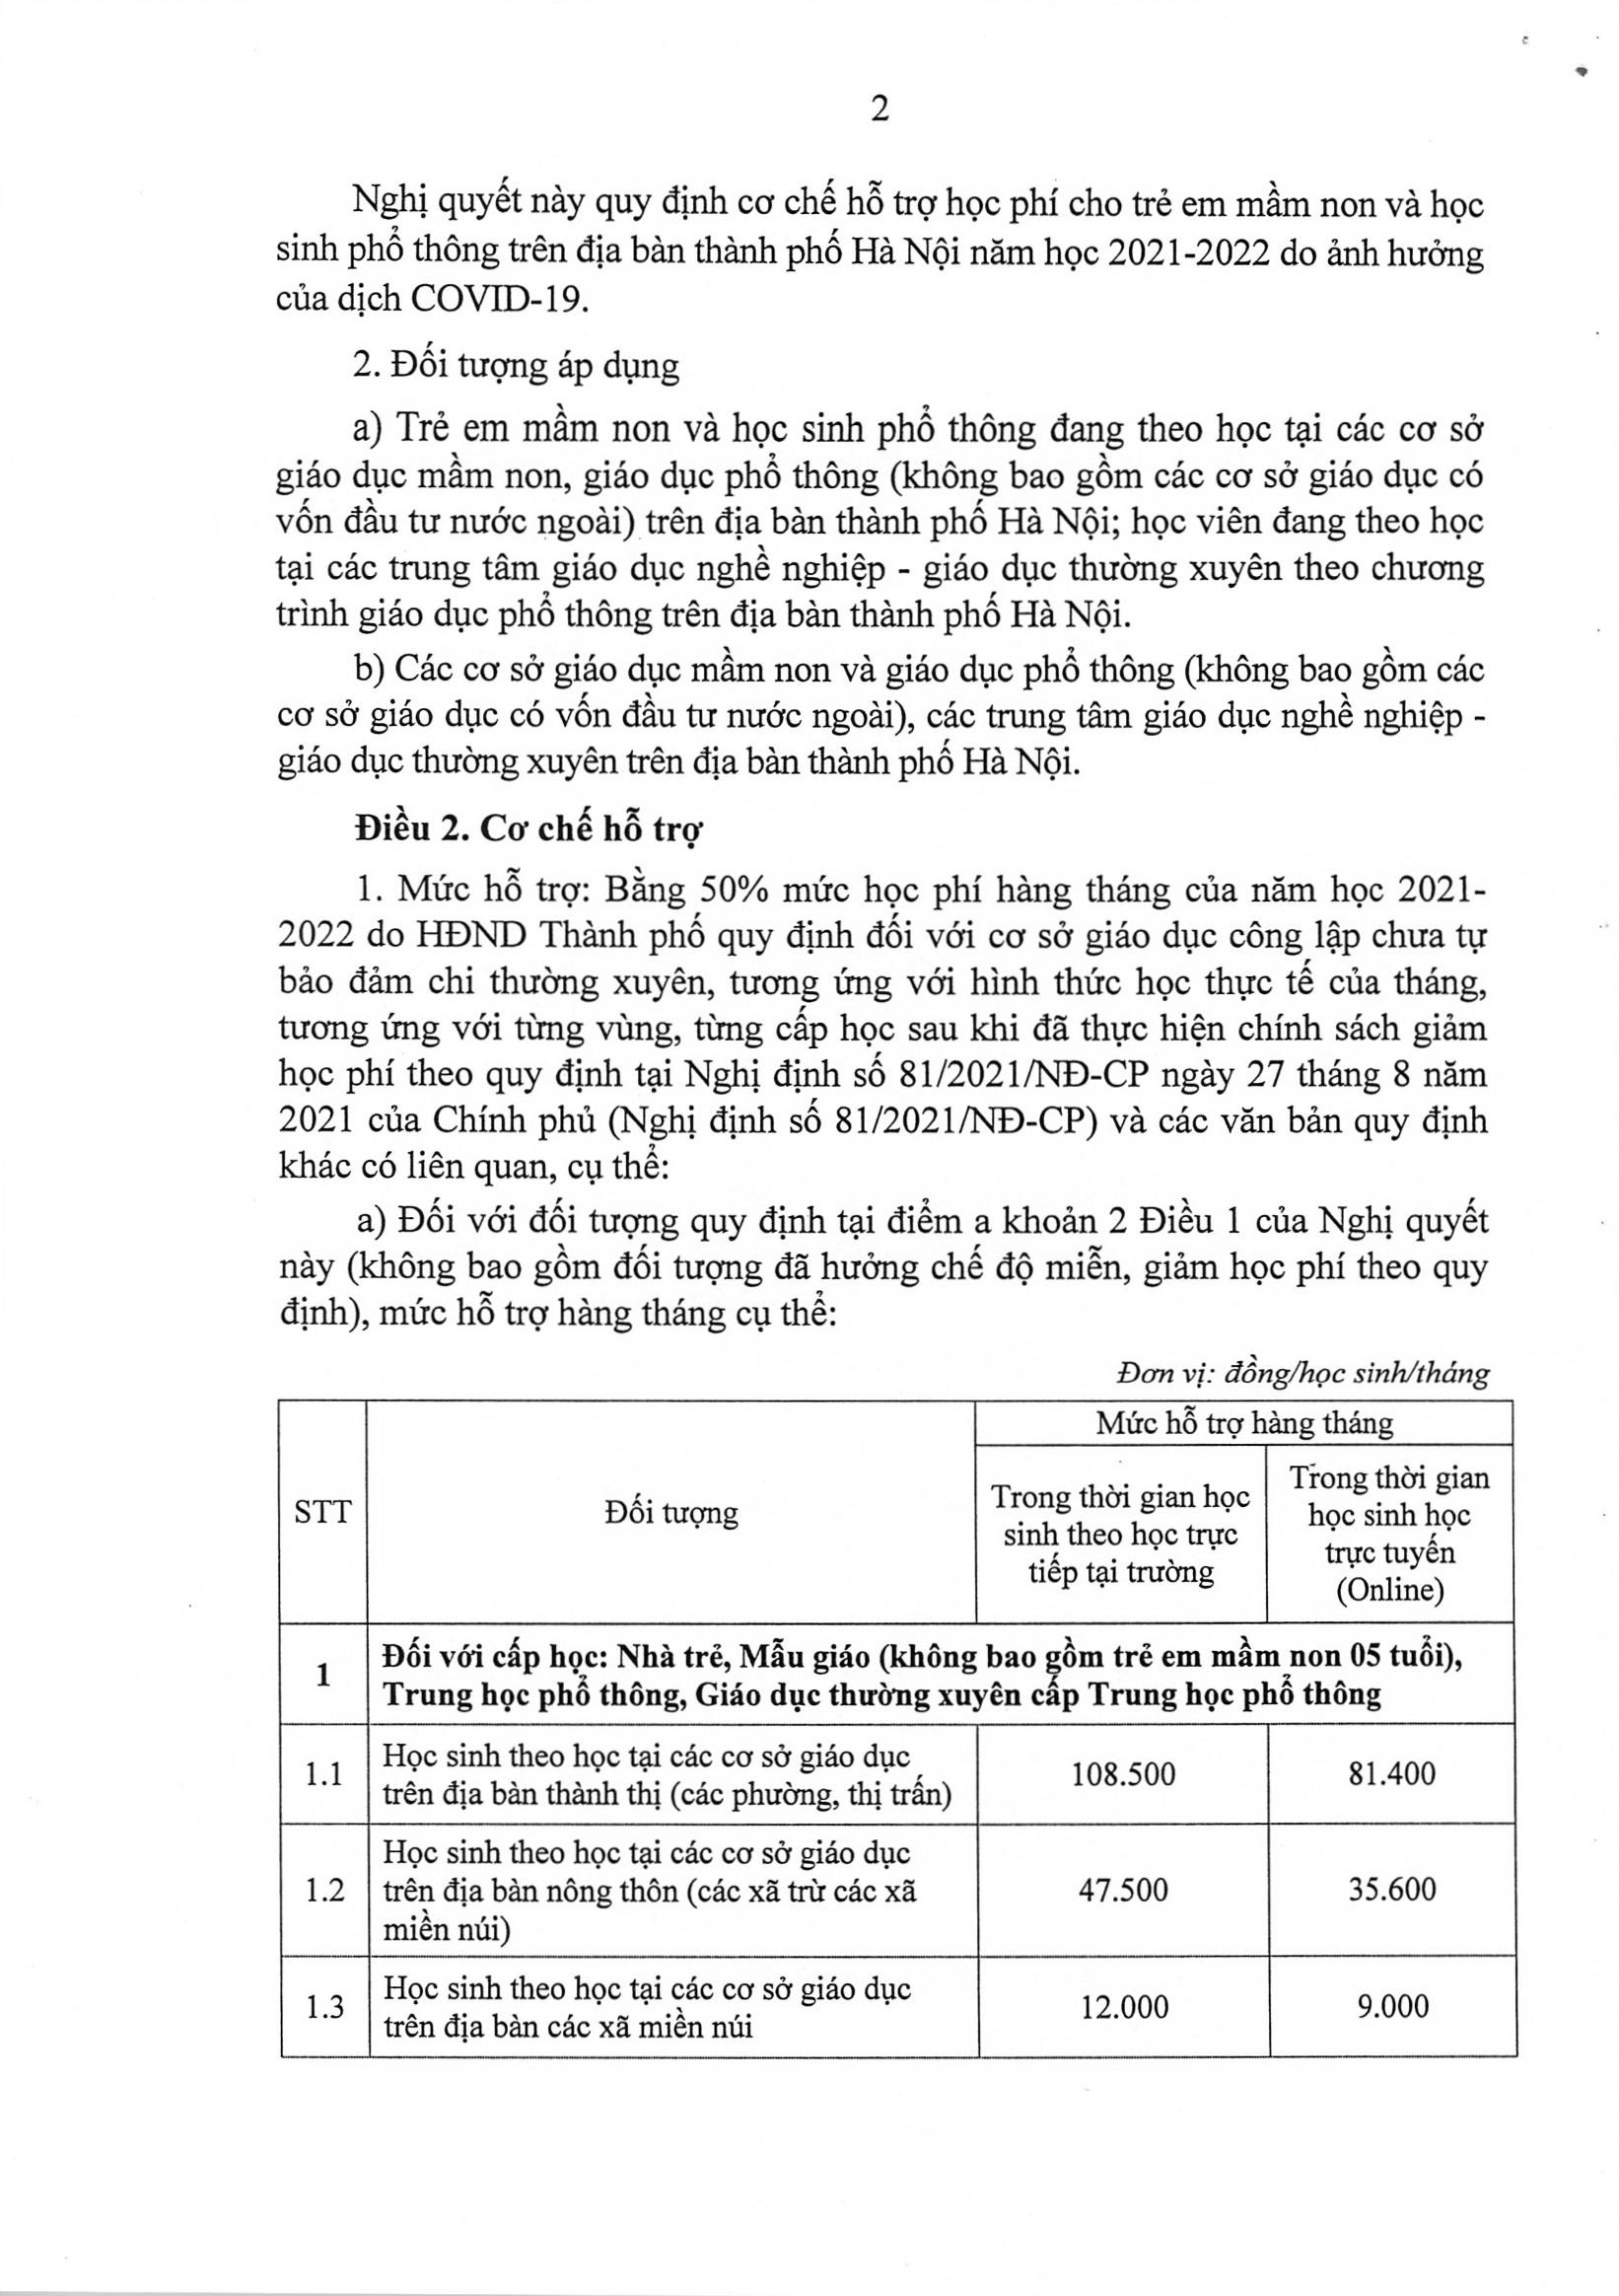 2
Nghị quyết này quy định cơ chế hỗ trợ học phí cho trẻ em mầm non và học
sinh phổ thông trên địa bàn thành phố Hà Nội năm học 2021-2022 do ảnh hưởng
của dịch COVID-19.
2. Đối tượng áp dụng
a) Trẻ em mầm non và học sinh phổ thông đang theo học tại các cơ sở
giáo dục mầm non, giáo dục phổ thông (không bao gồm các cơ sở giáo dục có
vốn đầu tư nước ngoài) trên địa bàn thành phố Hà Nội; học viên đang theo học
tại các trung tâm giáo dục nghề nghiệp - giáo dục thường xuyên theo chương
trình giáo dục phổ thông trên địa bàn thành phố Hà Nội.
b) Các cơ sở giáo dục mầm non và giáo dục phổ thông (không bao gồm các
cơ sở giáo dục có vốn đầu tư nước ngoài), các trung tâm giáo dục nghề nghiệp -
giáo dục thường xuyên trên địa bàn thành phố Hà Nội.
Điều 2. Cơ chế hỗ trợ
1. Mức hỗ trợ: Bằng 50% mức học phí hàng tháng của năm học 2021-
2022 do HĐND Thành phố quy định đối với cơ sở giáo dục công lập chưa tự
bảo đảm chi thường xuyên, tương ứng với hình thức học thực tế của tháng,
tương ứng với từng vùng, từng cấp học sau khi đã thực hiện chính sách giảm
học phí theo quy định tại Nghị định số 81/2021/NĐ-CP ngày 27 tháng 8 năm
2021 của Chính phủ (Nghị định số 81/2021/NĐ-CP) và các văn bản quy định
khác có liên quan, cụ thể:
a) Đối với đối tượng quy định tại điểm a khoản 2 Điều 1 của Nghị quyết
này (không bao gồm đối tượng đã hưởng chế độ miễn, giảm học phí theo quy
định), mức hỗ trợ hàng tháng cụ thể:
Đơn vị: đồng/học sinh/tháng
STT
Đối tượng
Mức hỗ trợ hàng tháng
Trong thời gian học
sinh theo học trực
tiếp tại trường
Trong thời gian
học sinh học
trực tuyến
(Online)
1
Đối với cấp học: Nhà trẻ, Mẫu giáo (không bao gồm trẻ em mầm non 05 tuổi),
Trung học phổ thông, Giáo dục thường xuyên cấp Trung học phổ thông
1.1
Học sinh theo học tại các cơ sở giáo dục
trên địa bàn thành thị (các phường, thị trấn)
108.500
81.400
1.2
Học sinh theo học tại các cơ sở giáo dục
trên địa bàn nông thôn (các xã trừ các xã
miền núi)
47.500
35.600
1.3
Học sinh theo học tại các cơ sở giáo dục
trên địa bàn các xã miền núi
12.000
9.000